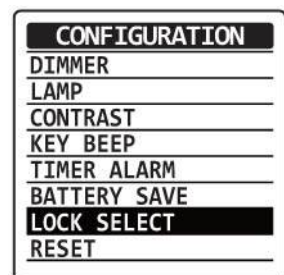 CONFIGURATION
DIMMER
LAMP
CONTRAST
KEY BEEP
TIMER ALARM
BATTERY SAVE
LOCK SELECT
RESET